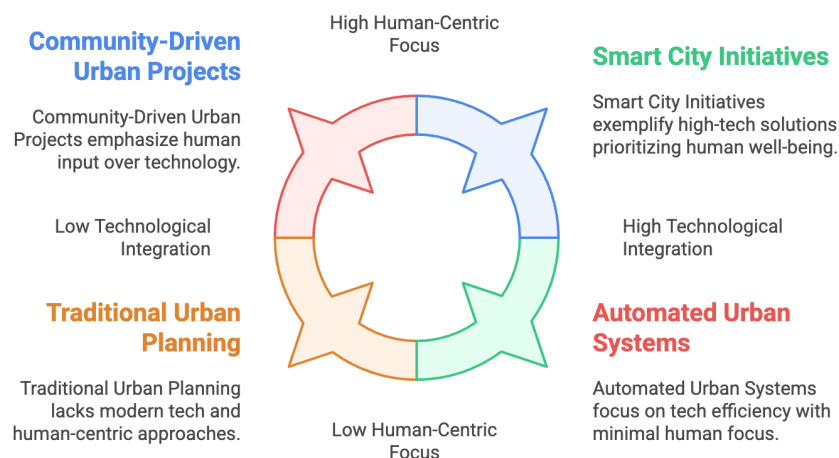 High Human-Centric
Focus
Community-Driven
Urban Projects
Community-Driven Urban
Projects emphasize human
input over technology.
Smart City Initiatives
Smart City Initiatives
exemplify high-tech solutions
prioritizing human well-being.
Low Technological
Integration
High Technological
Integration
Traditional Urban
Planning
Traditional Urban Planning
lacks modern tech and
human-centric approaches.
Automated Urban
Systems
Automated Urban Systems
focus on tech efficiency with
minimal human focus.
Low Human-Centric
Focus